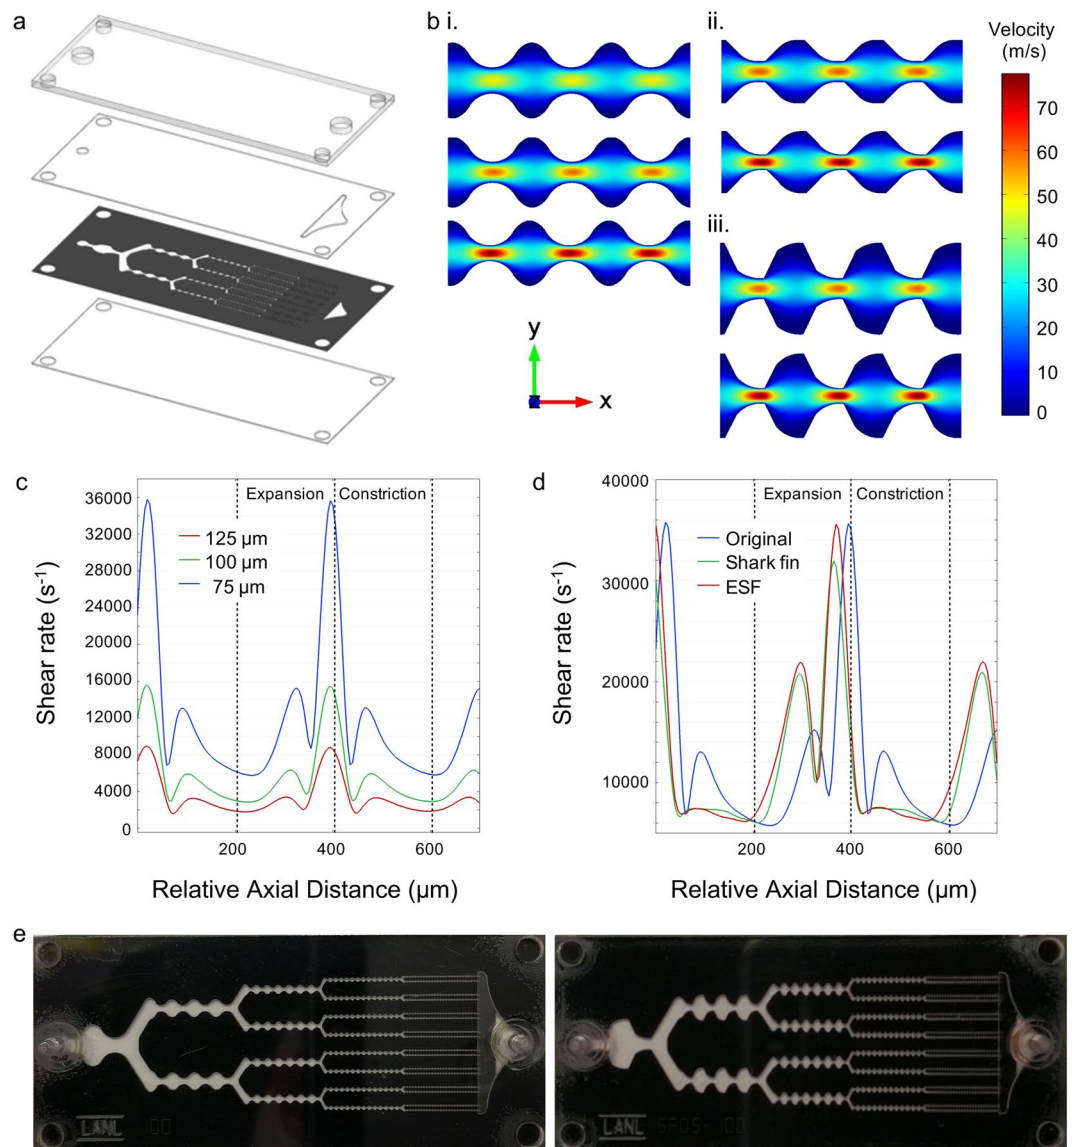 a
b i.
ii.
iii.
Velocity
(m/s)
70
60
50
40
30
20
10
0
y
z
x
c
36000
32000
28000
24000
20000
16000
12000
8000
4000
0
Expansion
Constriction
125 µm
100 µm
75 µm
Shear rate (s-1)
200
400
600
Relative Axial Distance (µm)
d
40000
30000
20000
10000
Expansion
Constriction
Original
Shark fin
ESF
Shear rate (s-1)
200
400
600
Relative Axial Distance (µm)
e
LANL 100
LANL SFDS-100